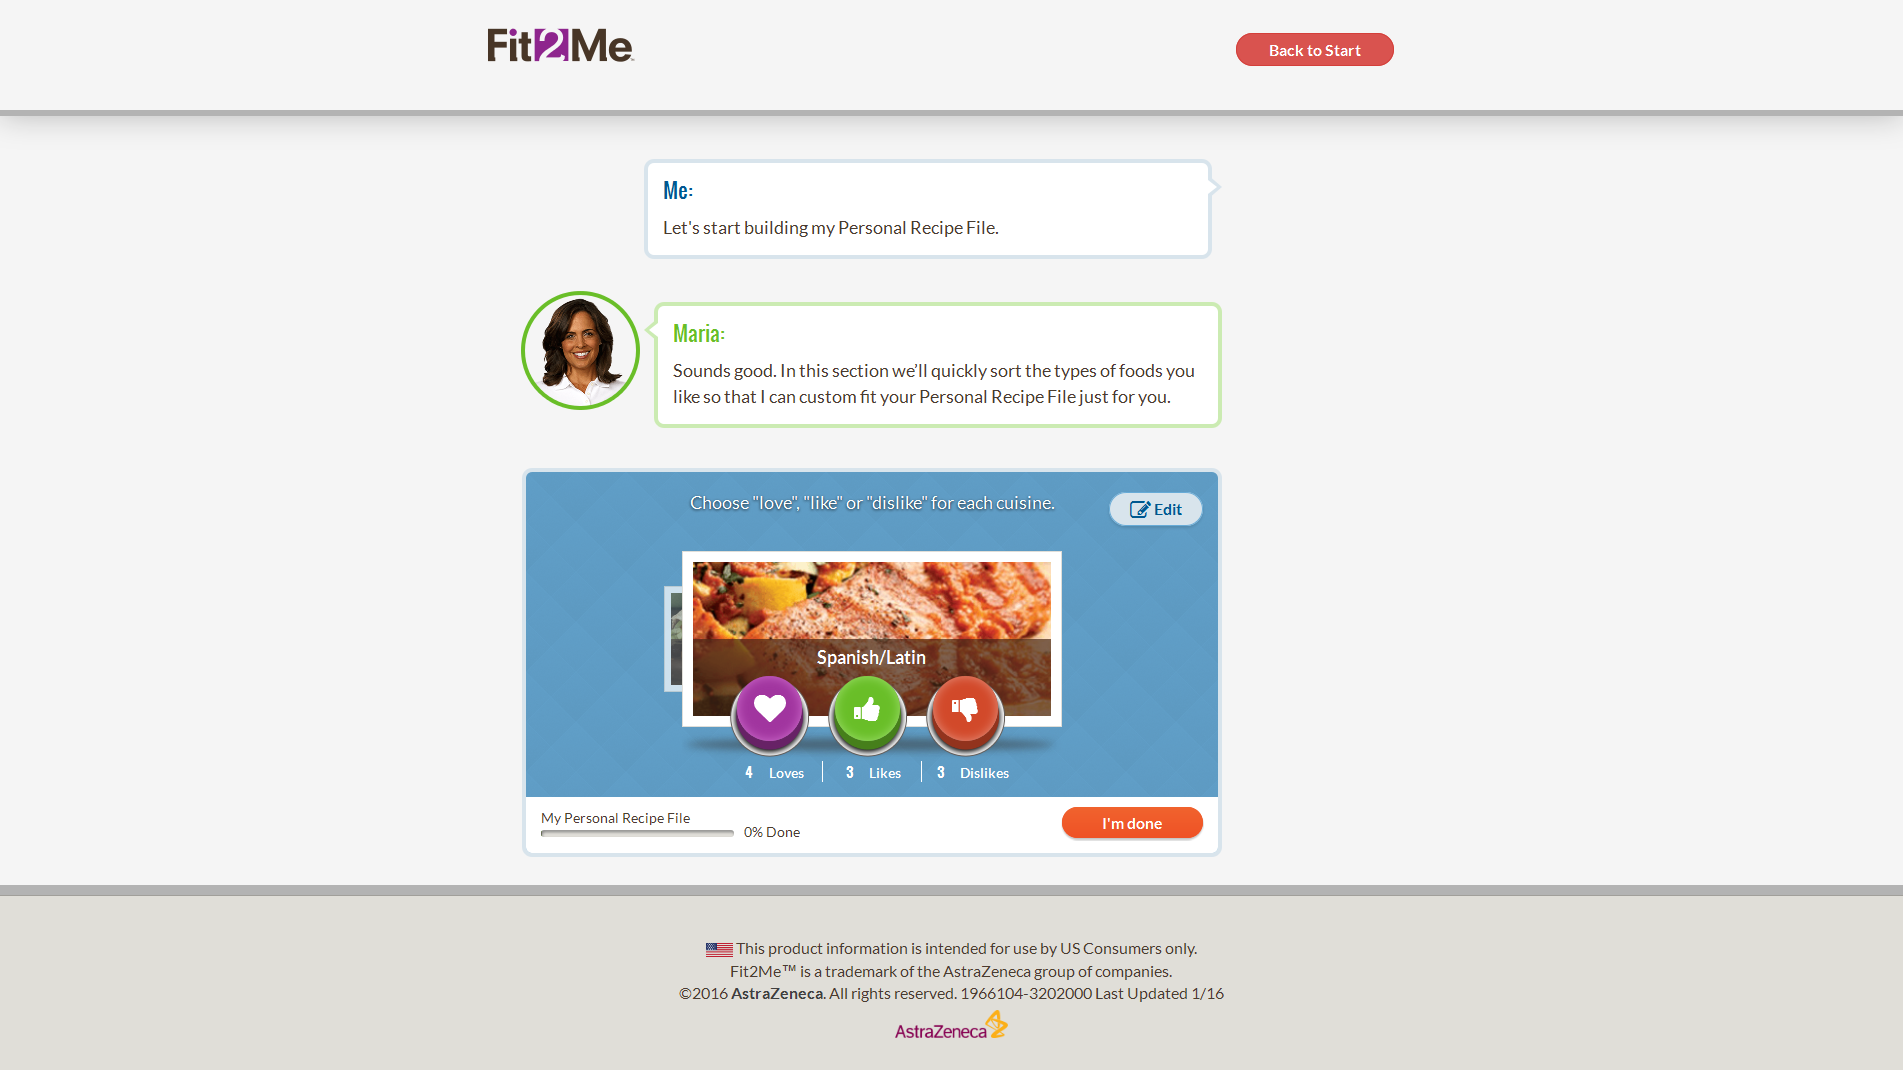 Fit2Me™
Back to Start
Me:
Let's start building my Personal Recipe File.
Maria:
Sounds good. In this section we’ll quickly sort the types of foods you
like so that I can custom fit your Personal Recipe File just for you.
Choose "love", "like" or "dislike" for each cuisine.
Edit
Spanish/Latin
4 Loves
3 Likes
3 Dislikes
My Personal Recipe File
0% Done
I'm done
This product information is intended for use by US Consumers only.
Fit2Me™ is a trademark of the AstraZeneca group of companies.
©2016 AstraZeneca. All rights reserved. 1966104-3202000 Last Updated 1/16
AstraZeneca